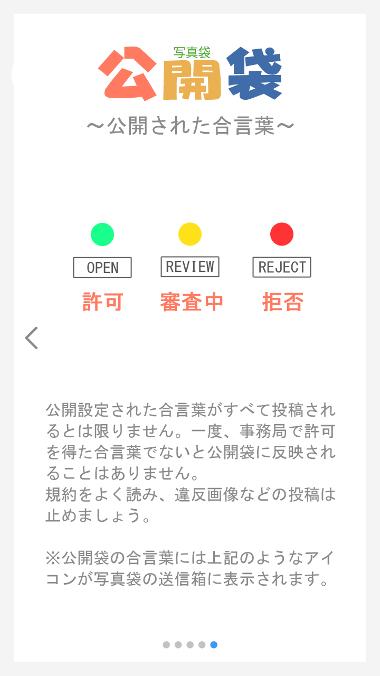 写真袋
公開袋
～公開された合言葉～
OPEN REVIEW REJECT
許可 審査中 拒否
公開設定された合言葉がすべて投稿され
るとは限りません。一度、事務局で許可
を得た合言葉でないと公開袋に反映され
ることはありません。
規約をよく読み、違反画像などの投稿は
止めましょう。
※公開袋の合言葉には上記のようなアイ
コンが写真袋の送信箱に表示されます。